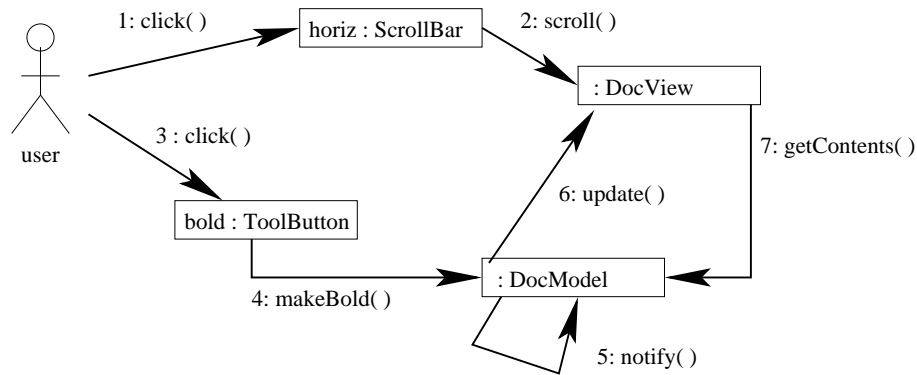 1: click( )
horiz : ScrollBar
2: scroll( )
: DocView
3 : click( )
7: getContents( )
user
6: update( )
bold : ToolButton
: DocModel
4: makeBold( )
5: notify( )